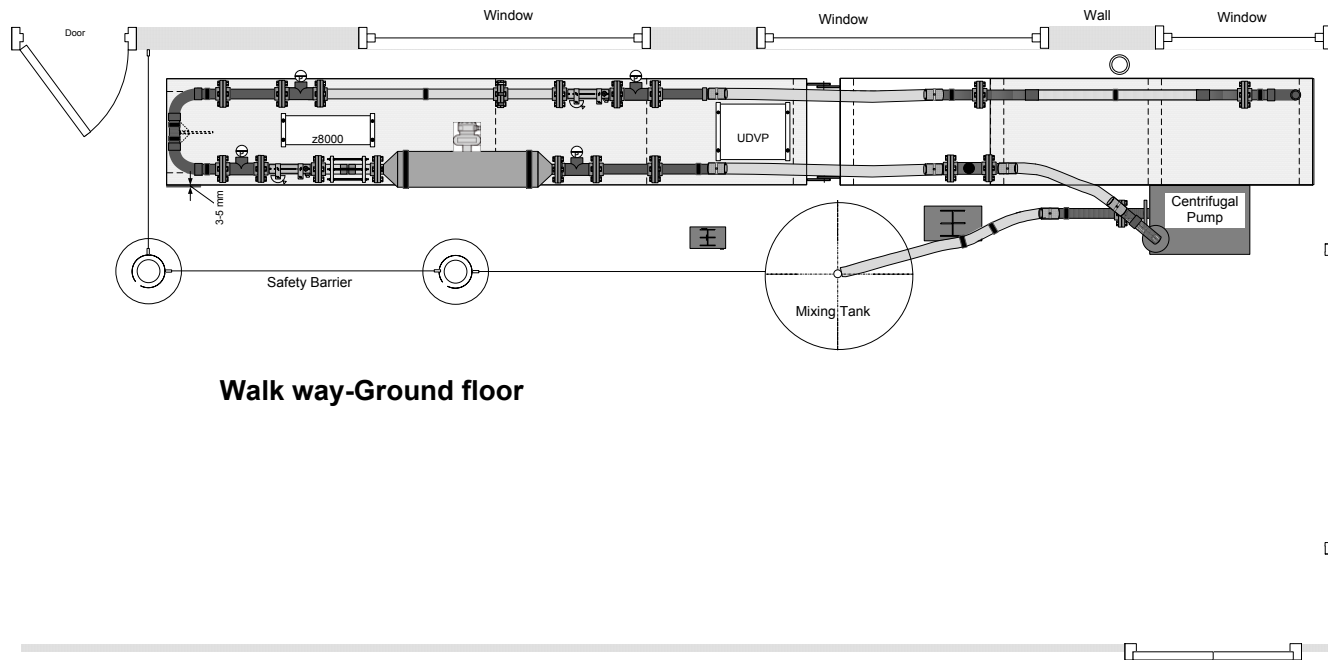 Door
Window
Window
Wall
Window
z8000
UDVP
3-5 mm
Centrifugal
Pump
Safety Barrier
Mixing Tank
Walk way-Ground floor